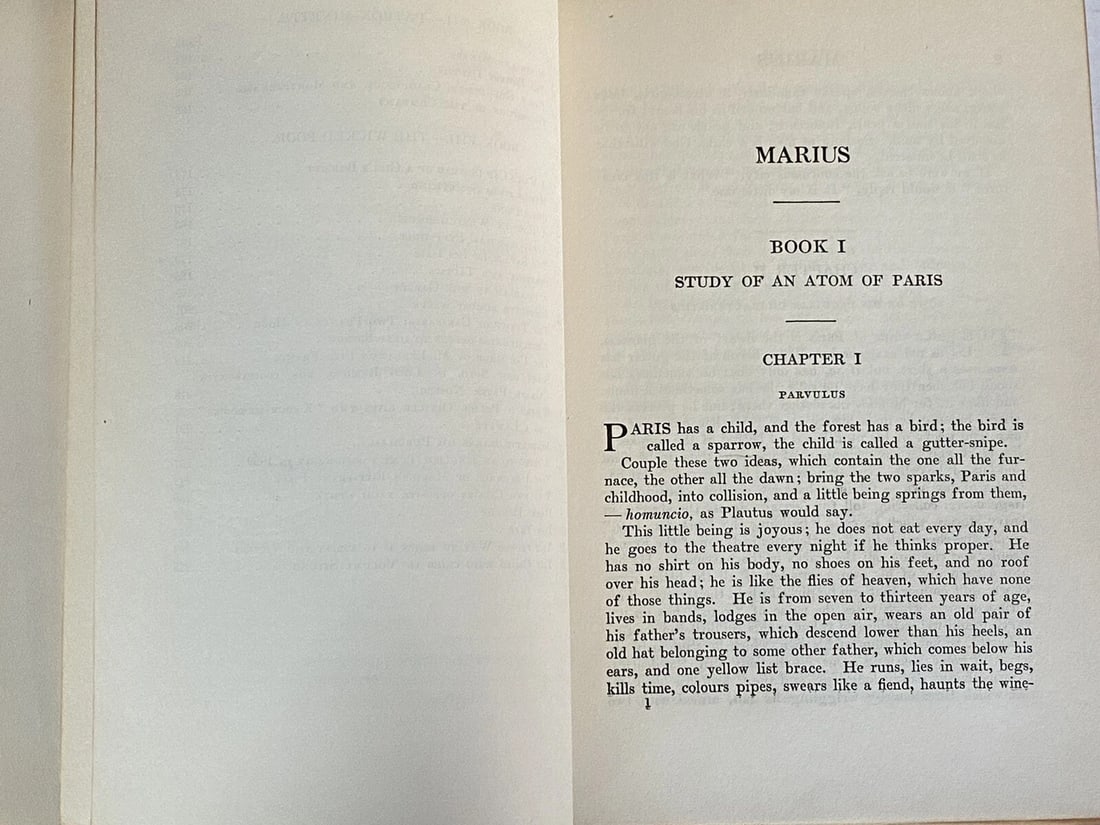 MARIUS
BOOK I
STUDY OF AN ATOM OF PARIS
CHAPTER I
PARVULUS
PARIS has a child, and the forest has a bird; the bird is
called a sparrow, the child is called a gutter-snipe.
Couple these two ideas, which contain the one all the fur-
nace, the other all the dawn; bring the two sparks, Paris and
childhood, into collision, and a little being springs from them,
— homuncio, as Plautus would say.
This little being is joyous; he does not eat every day, and
he goes to the theatre every night if he thinks proper. He
has no shirt on his body, no shoes on his feet, and no roof
over his head; he is like the flies of heaven, which have none
of those things. He is from seven to thirteen years of age,
lives in bands, lodges in the open air, wears an old pair of
his father's trousers, which descend lower than his heels, an
old hat belonging to some other father, which comes below his
ears, and one yellow list brace. He runs, lies in wait, begs,
kills time, colours pipes, swears like a fiend, haunts the wine-
1